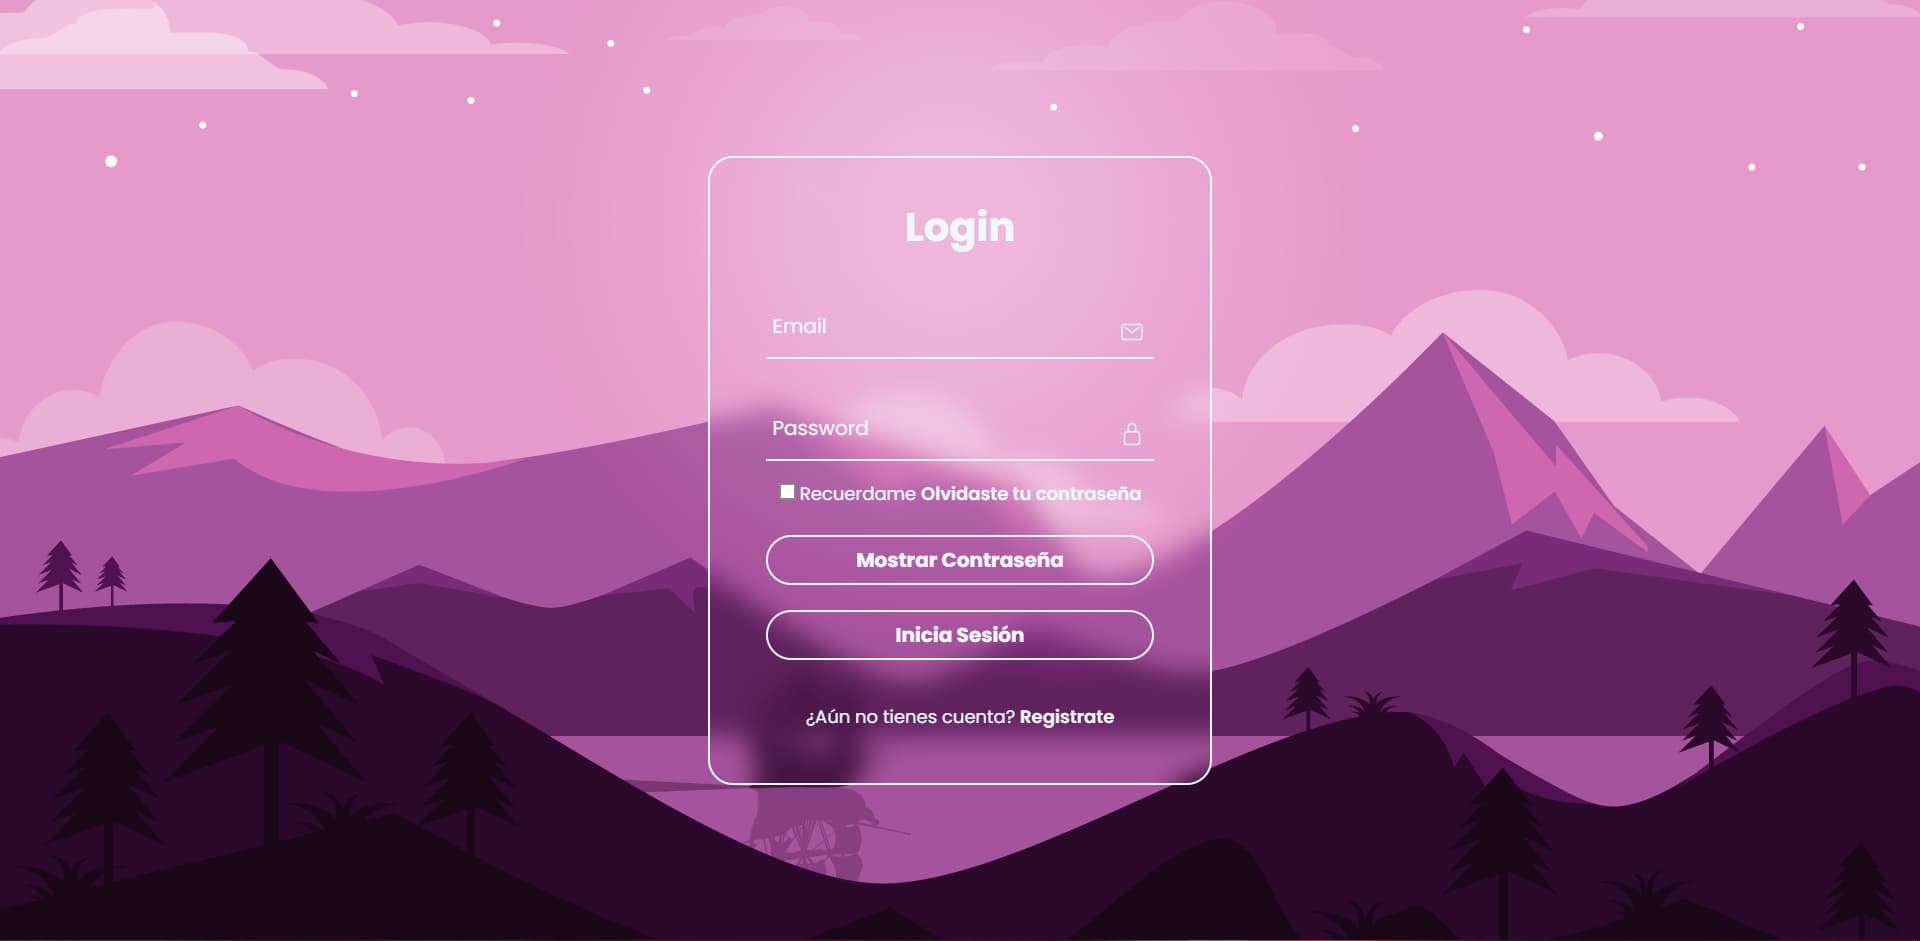 Login
Email
Password
Recuerdame Olvidaste tu contraseña
Mostrar Contraseña
Inicia Sesión
¿Aún no tienes cuenta? Registrate